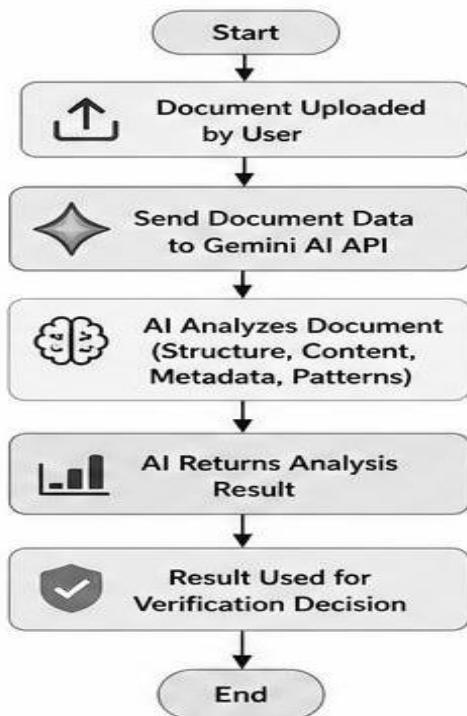 Start
Document Uploaded
by User
Send Document Data
to Gemini AI API
AI Analyzes Document
(Structure, Content,
Metadata, Patterns)
AI Returns Analysis
Result
Result Used for
Verification Decision
End